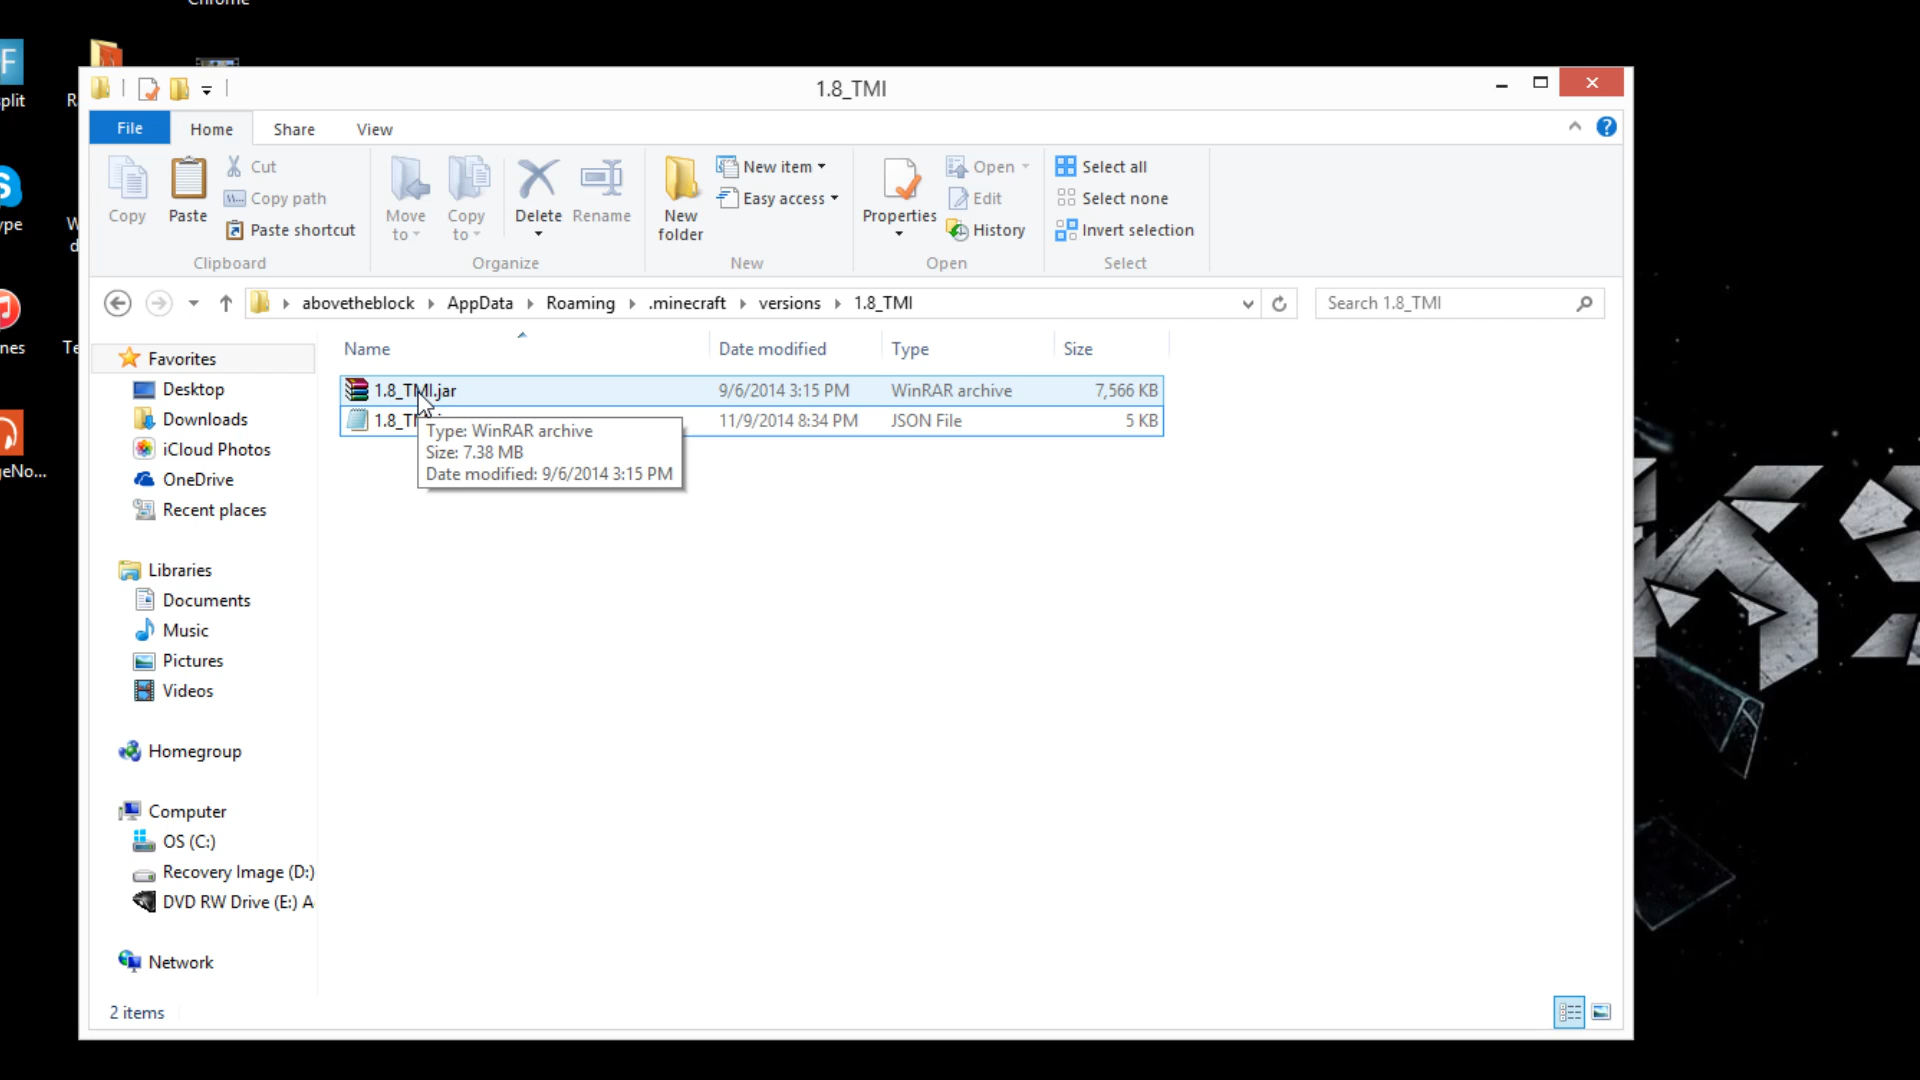 Chrome
split
ype
nes
geNo...
1.8_TMI
File Home Share View
Copy
Paste
Cut
Copy path
Paste shortcut
Clipboard
Move to
Copy to
Delete
Rename
Organize
New folder
New item
Easy access
New
Properties
Open
Edit
History
Open
Select all
Select none
Invert selection
Select
abovetheblock AppData Roaming .minecraft versions 1.8_TMI
Search 1.8_TMI
Name Date modified Type Size
1.8_TMI.jar 9/6/2014 3:15 PM WinRAR archive 7,566 KB
11/9/2014 8:34 PM JSON File 5 KB
Type: WinRAR archive
Size: 7.38 MB
Date modified: 9/6/2014 3:15 PM
Favorites
Desktop
Downloads
iCloud Photos
OneDrive
Recent places
Libraries
Documents
Music
Pictures
Videos
Homegroup
Computer
OS (C:)
Recovery Image (D:)
DVD RW Drive (E:) A
Network
2 items